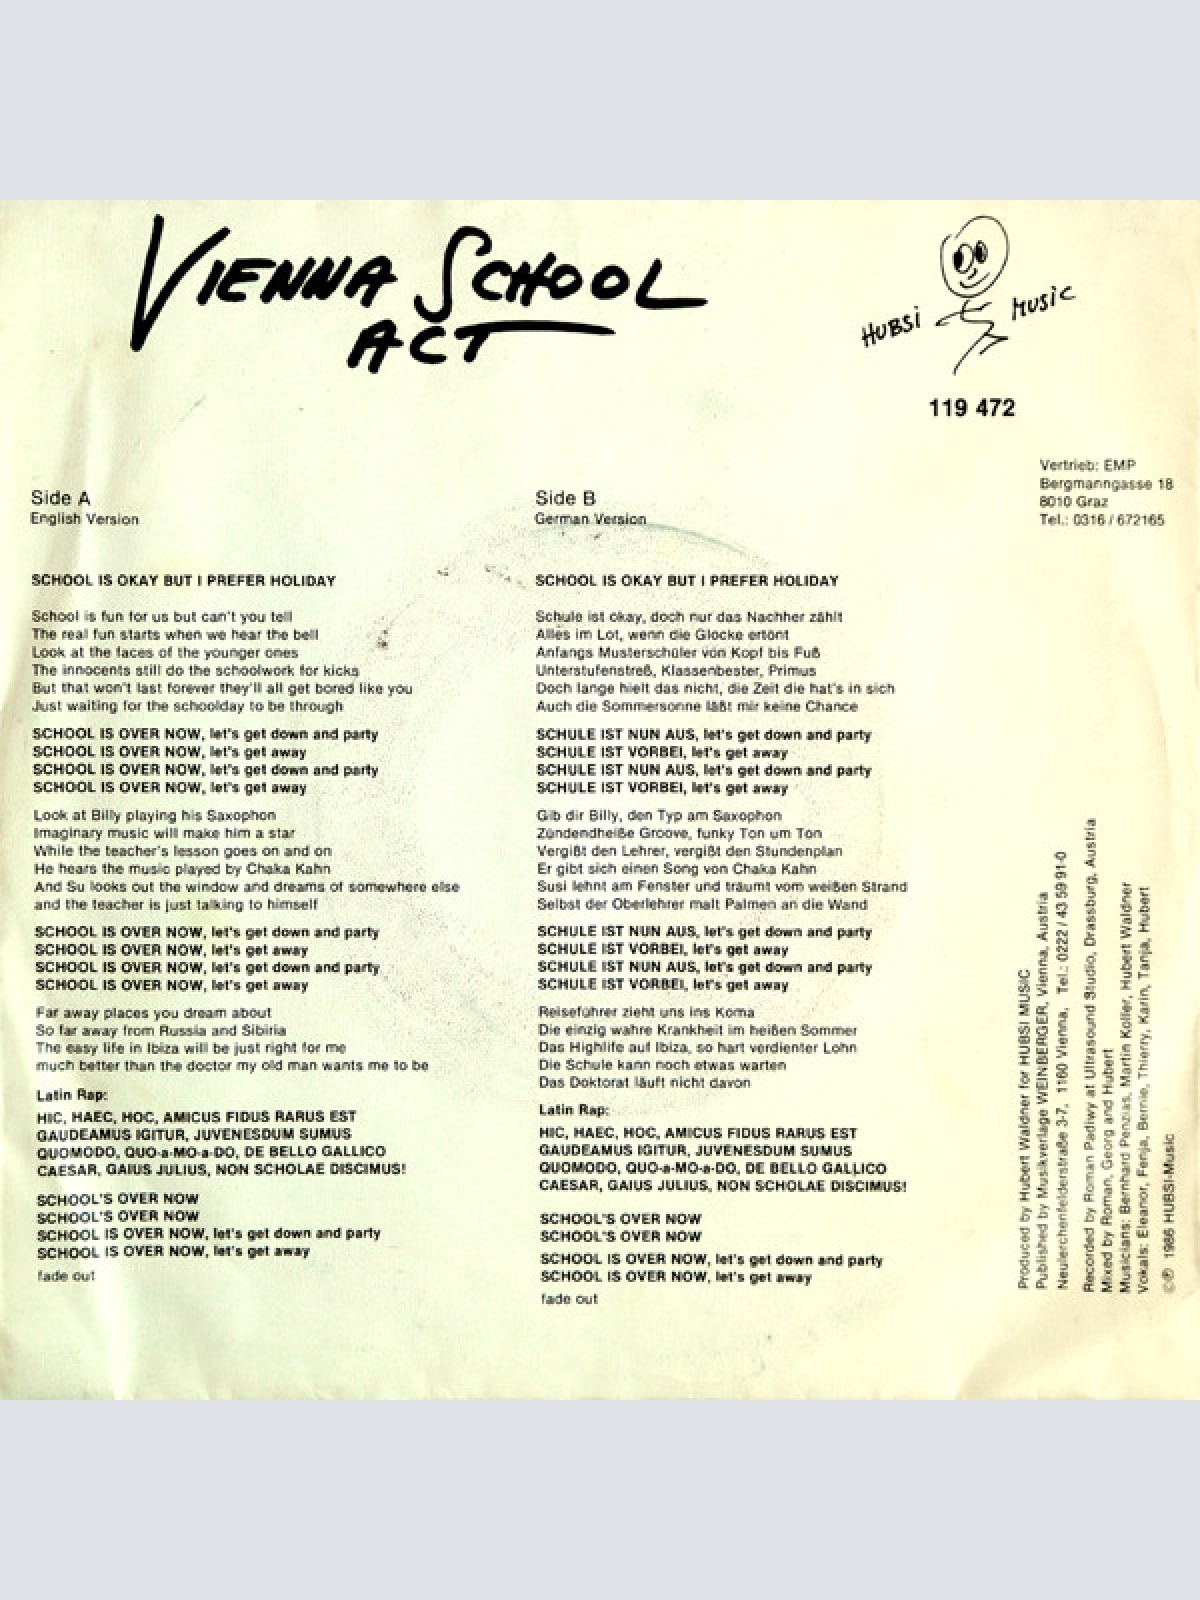 VIENNA SCHOOL
ACT
HUBSI MUSIC
119 472
Vertrieb: EMP
Bergmanngasse 18
8010 Graz
Tel.: 0316 / 672165
Side A
English Version
SCHOOL IS OKAY BUT I PREFER HOLIDAY
School is fun for us but can't you tell
The real fun starts when we hear the bell
Look at the faces of the younger ones
The innocents still do the schoolwork for kicks
But that won't last forever they'll all get bored like you
Just waiting for the schoolday to be through
SCHOOL IS OVER NOW, let's get down and party
SCHOOL IS OVER NOW, let's get away
SCHOOL IS OVER NOW, let's get down and party
SCHOOL IS OVER NOW, let's get away
Look at Billy playing his Saxophon
Imaginary music will make him a star
While the teacher's lesson goes on and on
He hears the music played by Chaka Kahn
And Su looks out the window and dreams of somewhere else
and the teacher is just talking to himself
SCHOOL IS OVER NOW, let's get down and party
SCHOOL IS OVER NOW, let's get away
SCHOOL IS OVER NOW, let's get down and party
SCHOOL IS OVER NOW, let's get away
Far away places you dream about
So far away from Russia and Sibiria
The easy life in Ibiza will be just right for me
much better than the doctor my old man wants me to be
Latin Rap:
HIC, HAEC, HOC, AMICUS FIDUS RARUS EST
GAUDEAMUS IGITUR, JUVENESDUM SUMUS
QUOMODO, QUO-a-MO-a-DO, DE BELLO GALLICO
CAESAR, GAIUS JULIUS, NON SCHOLAE DISCIMUS!
SCHOOL'S OVER NOW
SCHOOL'S OVER NOW
SCHOOL IS OVER NOW, let's get down and party
SCHOOL IS OVER NOW, let's get away
fade out
Side B
German Version
SCHOOL IS OKAY BUT I PREFER HOLIDAY
Schule ist okay, doch nur das Nachher zählt
Alles im Lot, wenn die Glocke ertönt
Anfangs Musterschüler von Kopf bis Fuß
Unterstufenstreß, Klassenbester, Primus
Doch lange hielt das nicht, die Zeit die hat's in sich
Auch die Sommersonne läßt mir keine Chance
SCHULE IST NUN AUS, let's get down and party
SCHULE IST VORBEI, let's get away
SCHULE IST NUN AUS, let's get down and party
SCHULE IST VORBEI, let's get away
Gib dir Billy, den Typ am Saxophon
Zündendheiße Groove, funky Ton um Ton
Vergißt den Lehrer, vergißt den Stundenplan
Er gibt sich einen Song von Chaka Kahn
Susi lehnt am Fenster und träumt vom weißen Strand
Selbst der Oberlehrer malt Palmen an die Wand
SCHULE IST NUN AUS, let's get down and party
SCHULE IST VORBEI, let's get away
SCHULE IST NUN AUS, let's get down and party
SCHULE IST VORBEI, let's get away
Reiseführer zieht uns ins Koma
Die einzig wahre Krankheit im heißen Sommer
Das Highlife auf Ibiza, so hart verdienter Lohn
Die Schule kann noch etwas warten
Das Doktorat läuft nicht davon
Latin Rap:
HIC, HAEC, HOC, AMICUS FIDUS RARUS EST
GAUDEAMUS IGITUR, JUVENESDUM SUMUS
QUOMODO, QUO-a-MO-a-DO, DE BELLO GALLICO
CAESAR, GAIUS JULIUS, NON SCHOLAE DISCIMUS!
SCHOOL'S OVER NOW
SCHOOL'S OVER NOW
SCHOOL IS OVER NOW, let's get down and party
SCHOOL IS OVER NOW, let's get away
fade out
Produced by Hubert Waldner for HUBSI MUSIC
Published by Musikverlage WEINBERGER, Vienna, Austria
Neulerchenfelderstraße 3-7, 1160 Vienna, Tel.: 0222 / 43 59 91-0
Recorded by Roman Padiwy at Ultrasound Studio, Drassburg, Austria
Mixed by Roman, Georg and Hubert
Musicians: Bernhard Penzias, Martin Koller, Hubert Waldner
Vokals: Eleanor, Fenja, Bernie, Thierry, Karin, Tanja, Hubert
©℗ 1986 HUBSI-Music